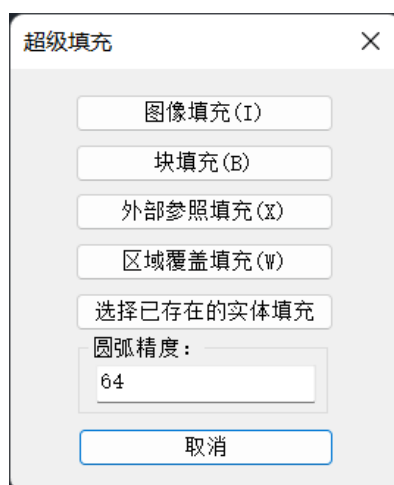 超级填充
图像填充(I)
块填充(B)
外部参照填充(X)
区域覆盖填充(W)
选择已存在的实体填充
圆弧精度：
64
取消